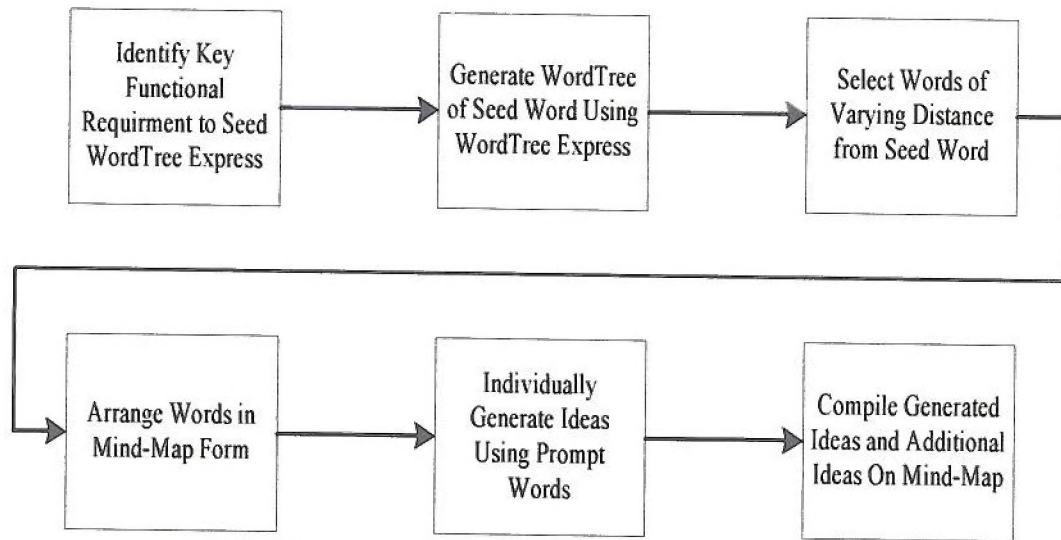 Identify Key
Functional
Requirment to Seed
WordTree Express
Generate WordTree
of Seed Word Using
WordTree Express
Select Words of
Varying Distance
from Seed Word
Arrange Words in
Mind-Map Form
Individually
Generate Ideas
Using Prompt
Words
Compile Generated
Ideas and Additional
Ideas On Mind-Map